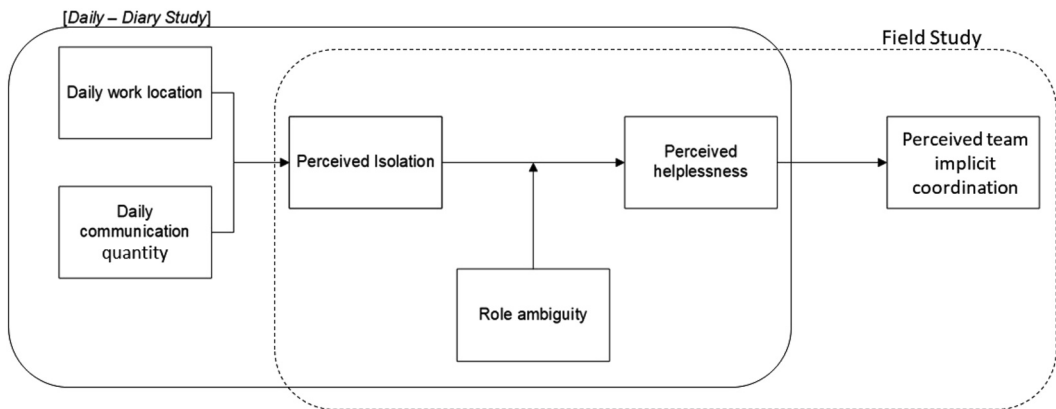 [Daily – Diary Study]
Field Study
Daily work location
Perceived Isolation
Perceived
helplessness
Perceived team
implicit
coordination
Daily
communication
quantity
Role ambiguity